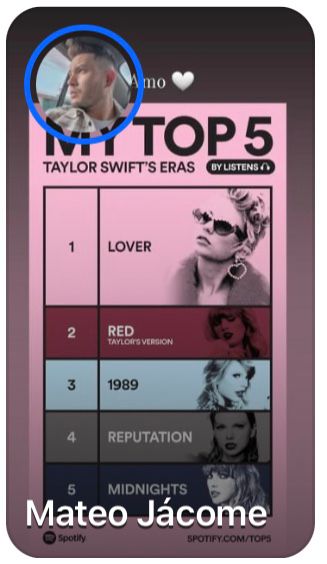 Amo 🤍
MY TOP 5
TAYLOR SWIFT'S ERAS BY LISTENS
1 LOVER
2 RED
TAYLOR'S VERSION
3 1989
4 REPUTATION
5 MIDNIGHTS
Mateo Jácome
Spotify SPOTIFY.COM/TOP5